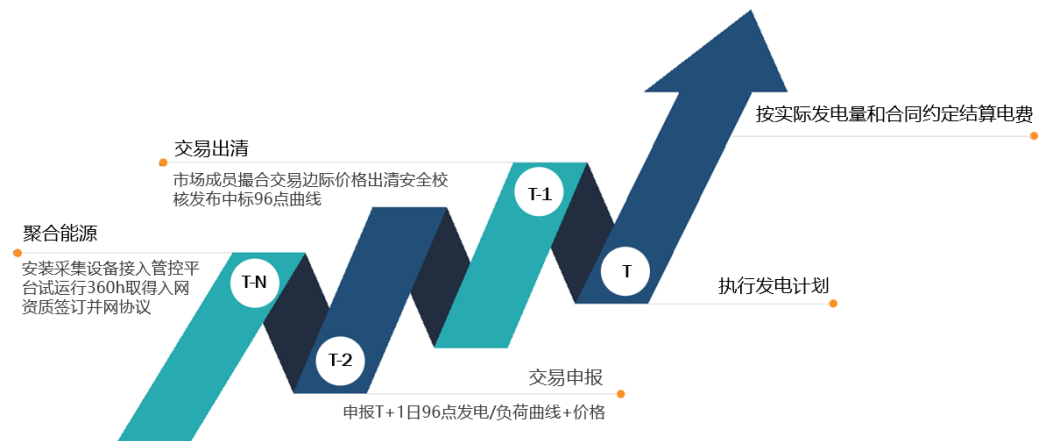 按实际发电量和合同约定结算电费
交易出清
市场成员撮合交易边际价格出清安全校
核发布中标96点曲线
T-1
聚合能源
安装采集设备接入管控平
台试运行360h取得入网
资质签订并网协议
T-N
T
执行发电计划
T-2
交易申报
申报T+1日96点发电/负荷曲线+价格